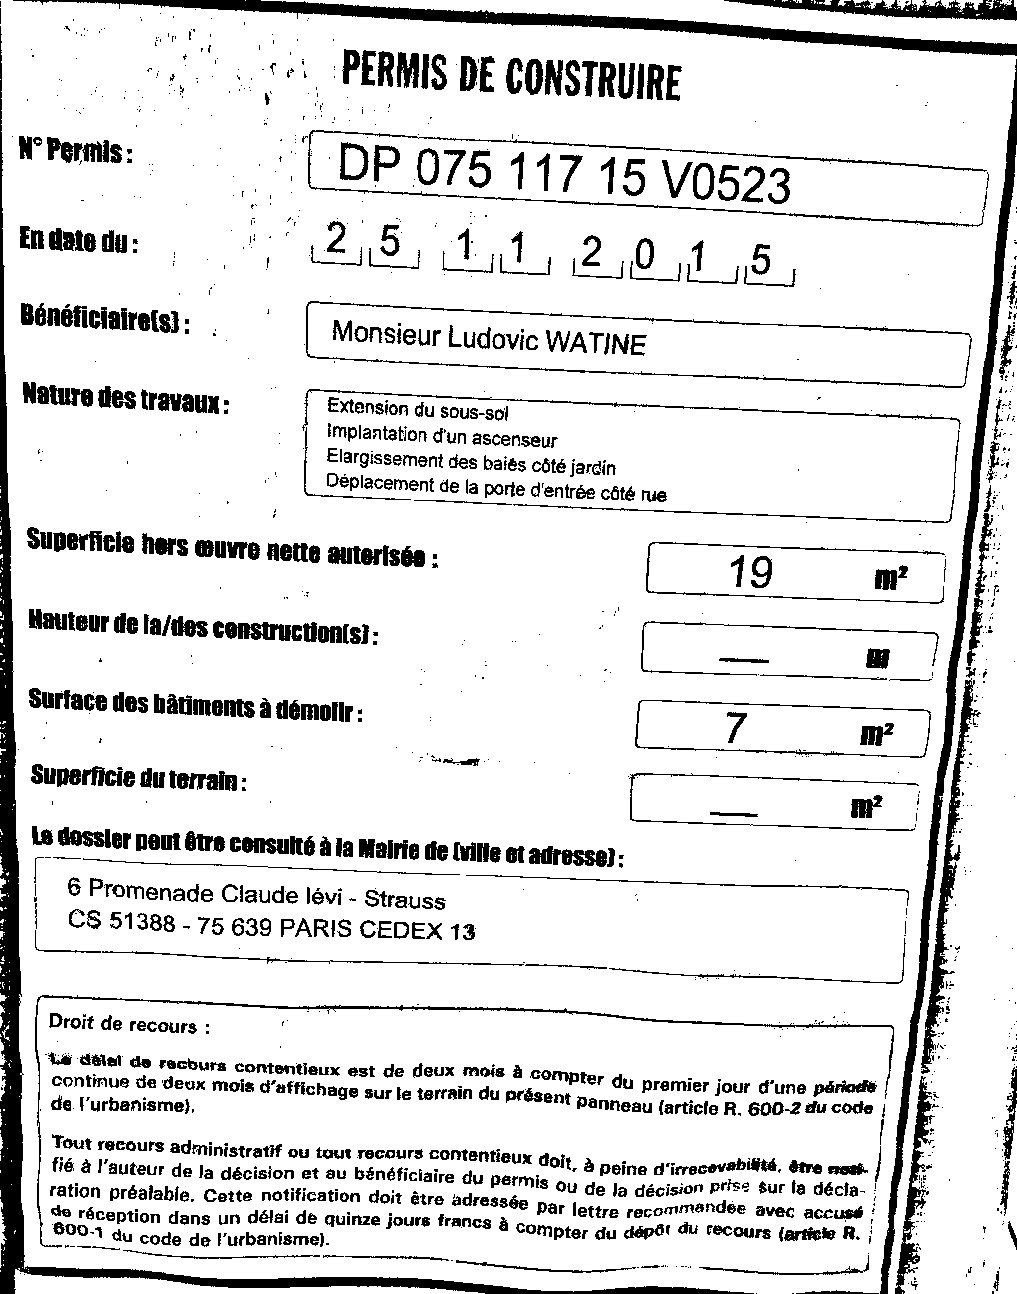 PERMIS DE CONSTRUIRE
N° Permis :
DP 075 117 15 V0523
En date du :
2 5 1 1 2 0 1 5
Bénéficiaire(s) :
Monsieur Ludovic WATINE
Nature des travaux :
Extension du sous-sol
Implantation d'un ascenseur
Elargissement des baies côté jardin
Déplacement de la porte d'entrée côté rue
Superficie hors œuvre nette autorisée :
19 m²
Hauteur de la/des construction(s) :
— m
Surface des bâtiments à démolir :
7 m²
Superficie du terrain :
— m²
Le dossier peut être consulté à la Mairie de (ville et adresse) :
6 Promenade Claude lévi - Strauss
CS 51388 - 75 639 PARIS CEDEX 13
Droit de recours :
Le délai de recours contentieux est de deux mois à compter du premier jour d'une période
continue de deux mois d'affichage sur le terrain du présent panneau (article R. 600-2 du code
de l'urbanisme).
Tout recours administratif ou tout recours contentieux doit, à peine d'irrecevabilité, être noti-
fié à l'auteur de la décision et au bénéficiaire du permis ou de la décision prise sur la décla-
ration préalable. Cette notification doit être adressée par lettre recommandée avec accusé
de réception dans un délai de quinze jours francs à compter du dépôt du recours (article R.
600-1 du code de l'urbanisme).